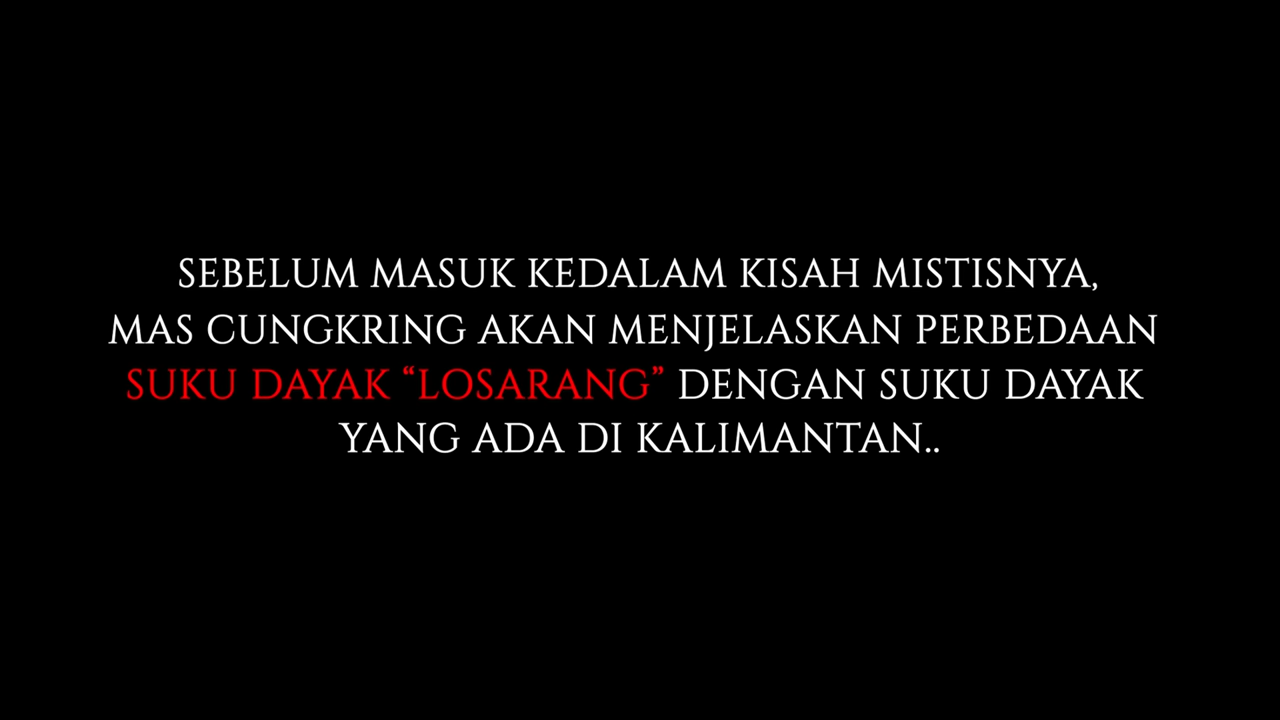 SEBELUM MASUK KEDALAM KISAH MISTISNYA,
MAS CUNGKRING AKAN MENJELASKAN PERBEDAAN
SUKU DAYAK “LOSARANG” DENGAN SUKU DAYAK
YANG ADA DI KALIMANTAN..